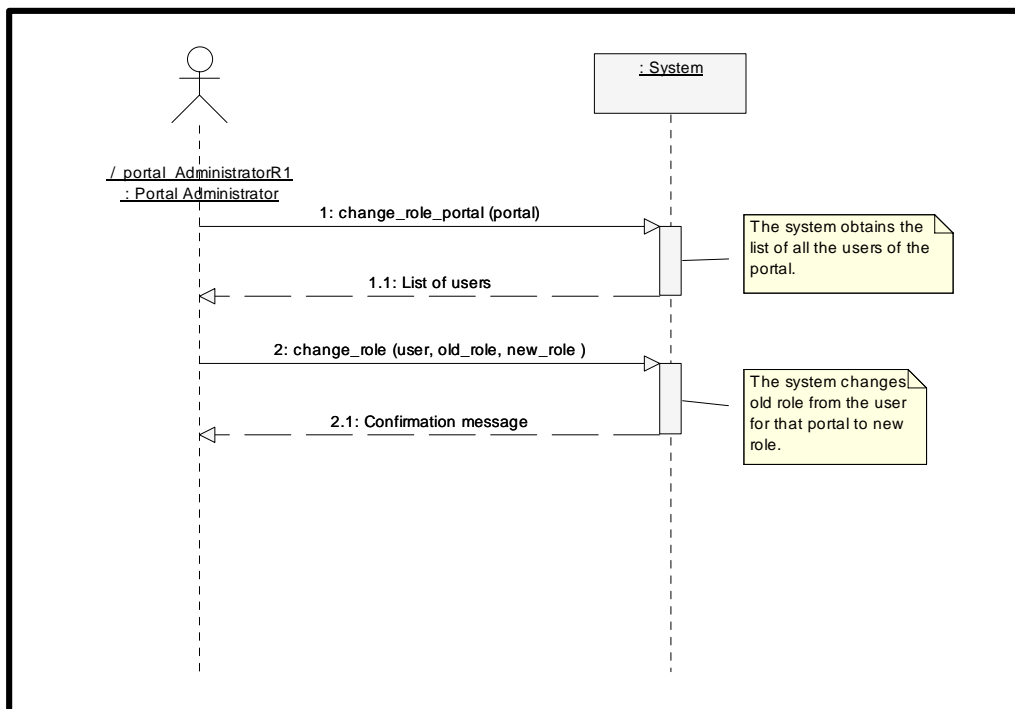 : System
/ portal_AdministratorR1
: Portal Administrator
1: change_role_portal (portal)
The system obtains the
list of all the users of the
portal.
1.1: List of users
2: change_role (user, old_role, new_role )
The system changes
old role from the user
for that portal to new
role.
2.1: Confirmation message